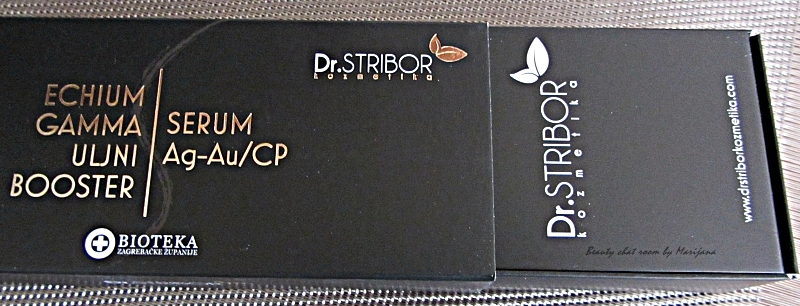 ECHIUM
GAMMA
ULJNI
BOOSTER
SERUM
Ag-Au/CP
Dr.STRIBOR
kozmetika
BIOTEKA
ZAGREBAČKE ŽUPANIJE
Dr.STRIBOR
kozmetika
www.drstriborkozmetika.com
Beauty chat room by Marijana